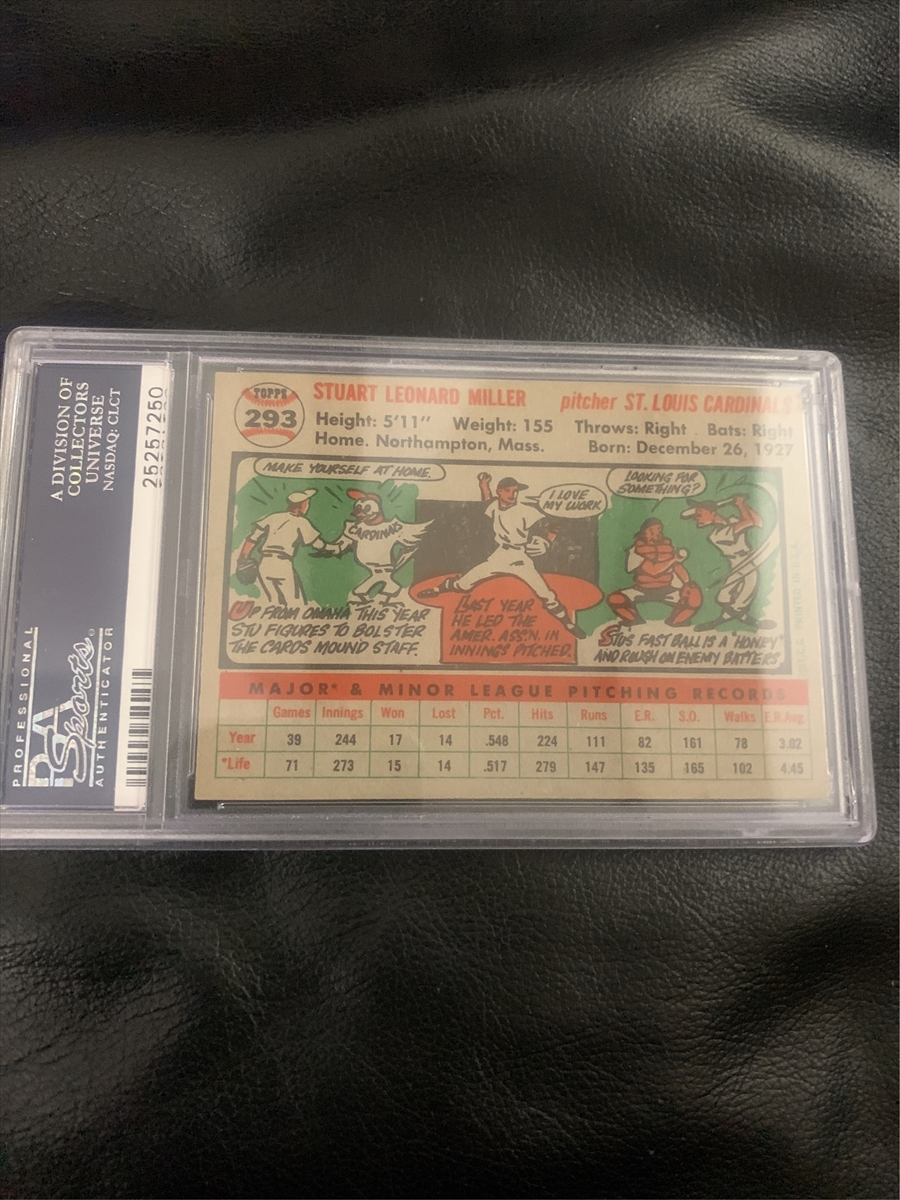 A DIVISION OF
COLLECTORS
UNIVERSE
NASDAQ: CLCT
25257250
PROFESSIONAL
PSA
Sports®
AUTHENTICATOR
TOPPS
293
STUART LEONARD MILLER
pitcher ST. LOUIS CARDINALS
Height: 5'11" Weight: 155 Throws: Right Bats: Right
Home. Northampton, Mass. Born: December 26, 1927
MAKE YOURSELF AT HOME.
CARDINALS
UP FROM OMAHA THIS YEAR
STU FIGURES TO BOLSTER
THE CARDS MOUND STAFF.
I LOVE
MY WORK
LAST YEAR
HE LED THE
AMER. ASS'N. IN
INNINGS PITCHED.
LOOKING FOR
SOMETHING?
STU'S FAST BALL IS A "HONEY"
AND ROUGH ON ENEMY BATTERS.
MAJOR* & MINOR LEAGUE PITCHING RECORDS
Games Innings Won Lost Pct. Hits Runs E.R. S.O. Walks E.R.Avg.
Year 39 244 17 14 .548 224 111 82 161 78 3.02
*Life 71 273 15 14 .517 279 147 135 165 102 4.45